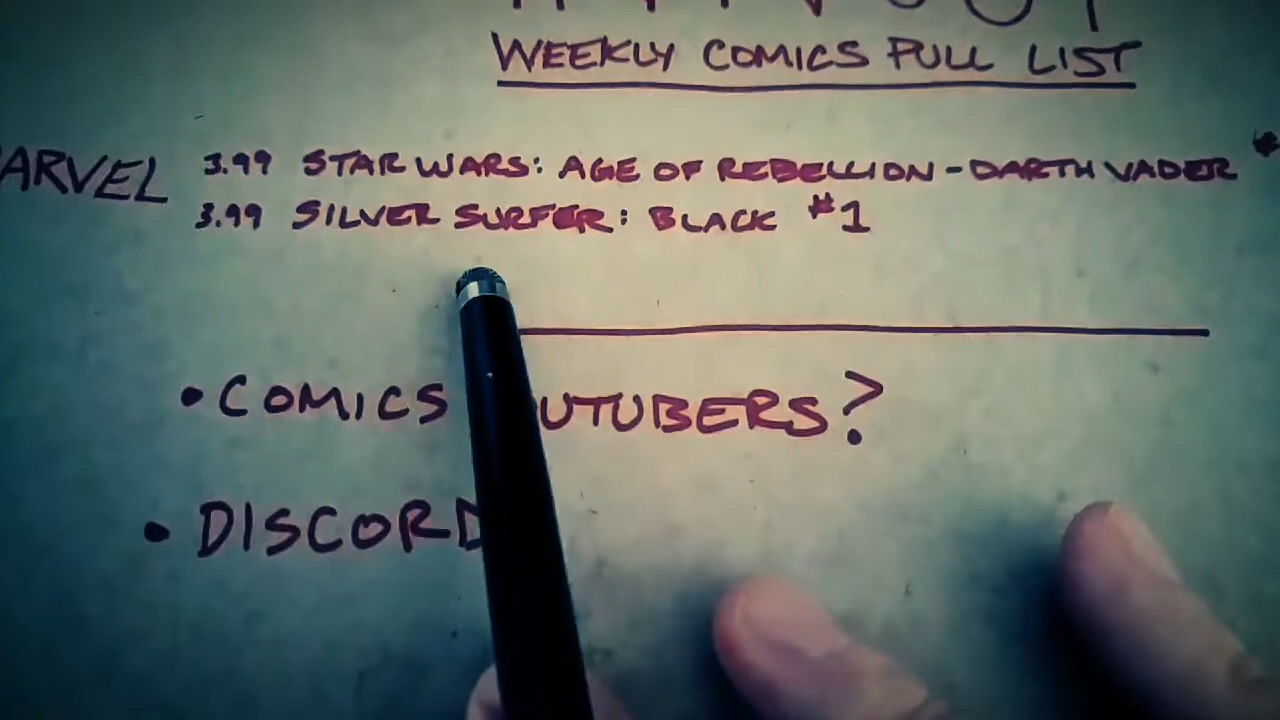 WEEKLY COMICS PULL LIST
3.99 STAR WARS: AGE OF REBELLION - DARTH VADER #
ARVEL
3.99 SILVER SURFER: BLACK #1
• COMICS UTUBERS?
• DISCORD